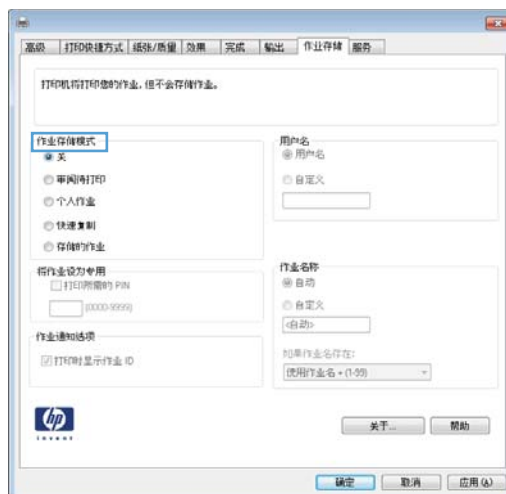 高级 打印快捷方式 纸张/质量 效果 完成 输出 作业存储 服务
打印机将打印您的作业，但不会存储作业。
作业存储模式
关
审阅待打印
个人作业
快速复制
存储的作业
用户名
用户名
自定义
将作业设为专用
打印所需的 PIN
(0000-9999)
作业名称
自动
自定义
<自动>
如果作业名存在:
使用作业名 + (1-99)
作业通知选项
打印时显示作业 ID
hp
invent
关于...
帮助
确定
取消
应用(A)